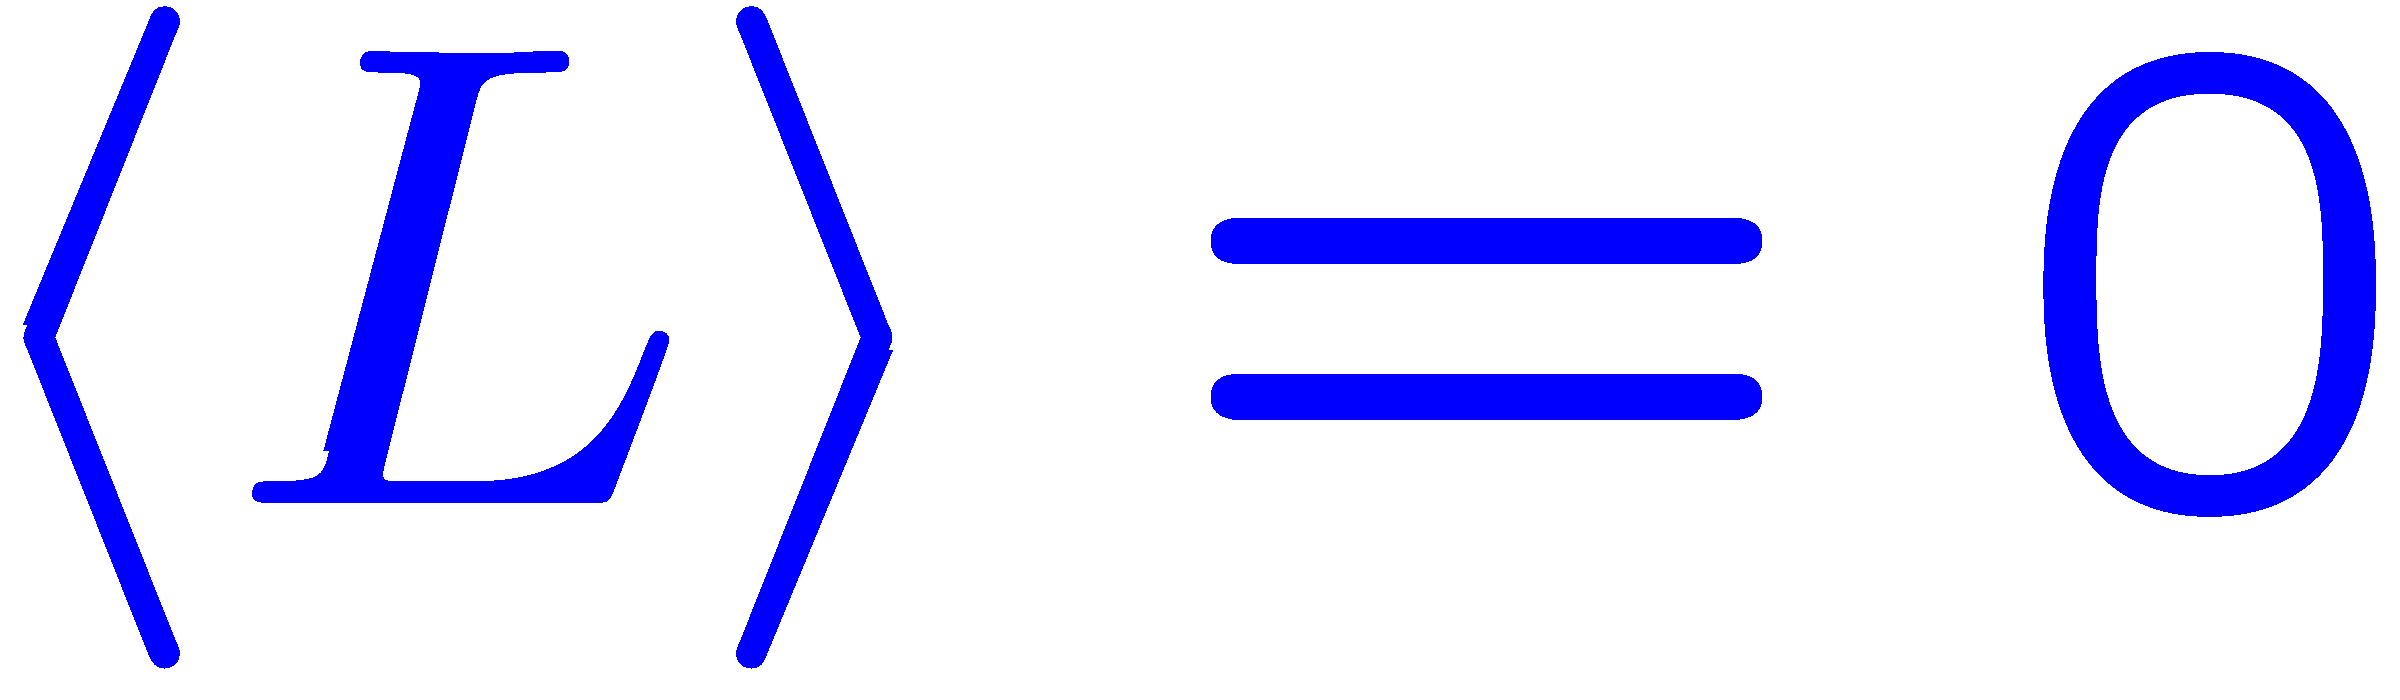 ⟨L⟩ = 0